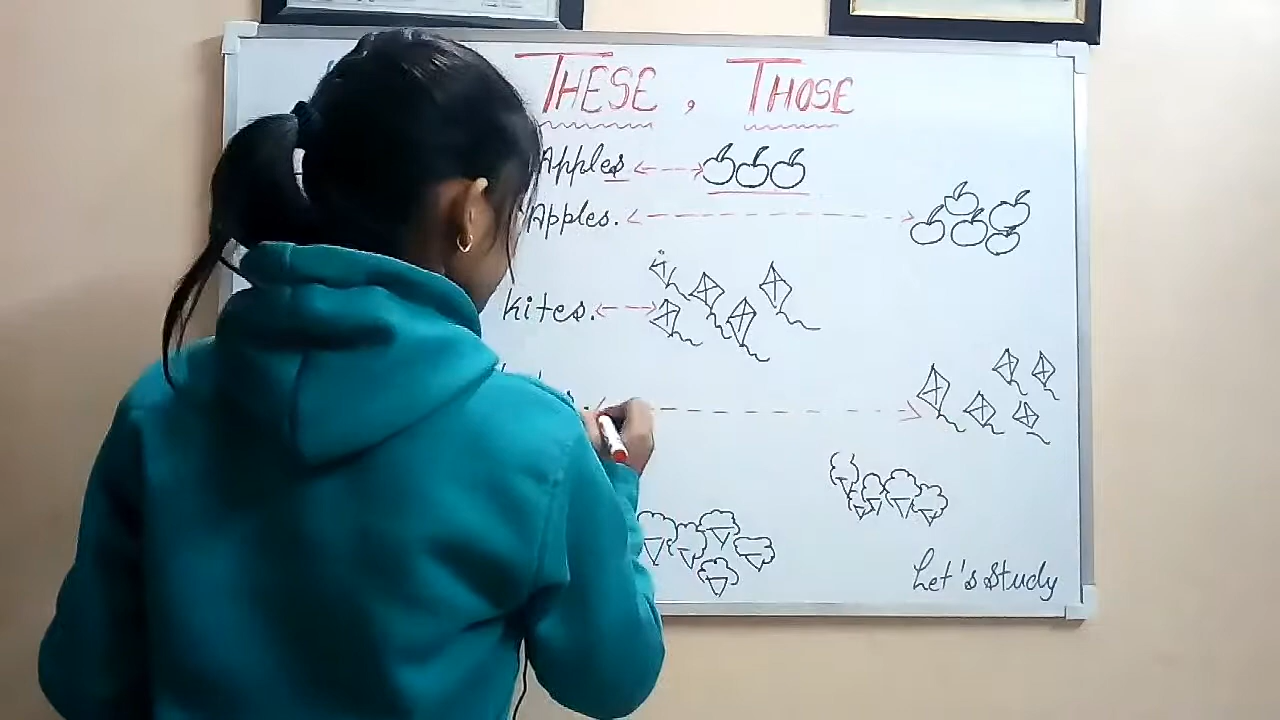 THESE, THOSE
Apples
Apples.
Kites.
Let's Study